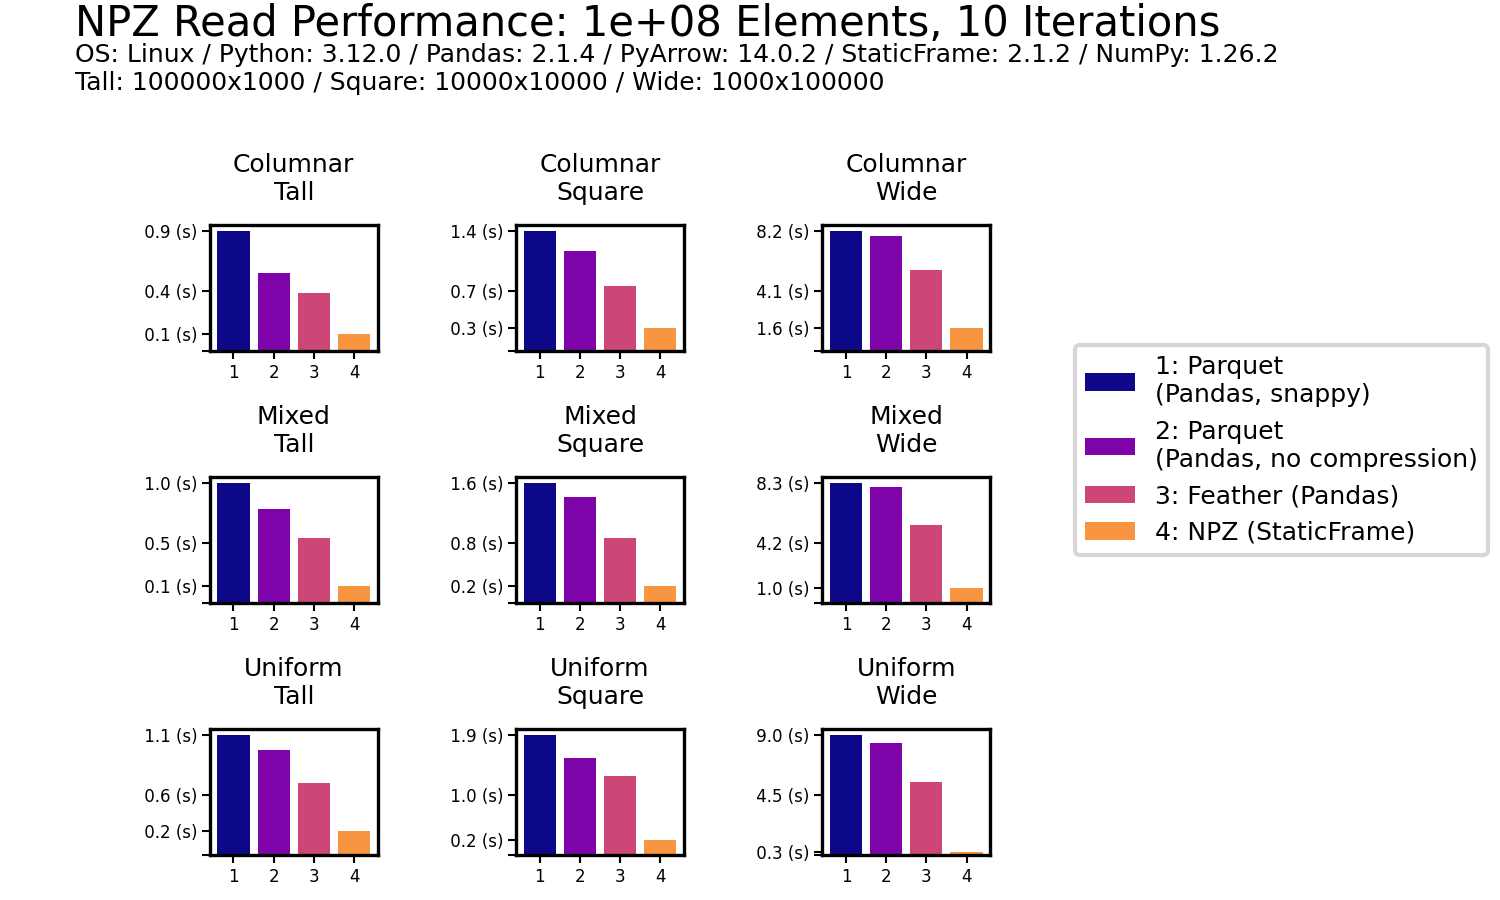 NPZ Read Performance: 1e+08 Elements, 10 Iterations
OS: Linux / Python: 3.12.0 / Pandas: 2.1.4 / PyArrow: 14.0.2 / StaticFrame: 2.1.2 / NumPy: 1.26.2
Tall: 100000x1000 / Square: 10000x10000 / Wide: 1000x100000
Columnar
Tall
0.9 (s)
0.4 (s)
0.1 (s)
1 2 3 4
Columnar
Square
1.4 (s)
0.7 (s)
0.3 (s)
1 2 3 4
Columnar
Wide
8.2 (s)
4.1 (s)
1.6 (s)
1 2 3 4
Mixed
Tall
1.0 (s)
0.5 (s)
0.1 (s)
1 2 3 4
Mixed
Square
1.6 (s)
0.8 (s)
0.2 (s)
1 2 3 4
Mixed
Wide
8.3 (s)
4.2 (s)
1.0 (s)
1 2 3 4
Uniform
Tall
1.1 (s)
0.6 (s)
0.2 (s)
1 2 3 4
Uniform
Square
1.9 (s)
1.0 (s)
0.2 (s)
1 2 3 4
Uniform
Wide
9.0 (s)
4.5 (s)
0.3 (s)
1 2 3 4
1: Parquet
(Pandas, snappy)
2: Parquet
(Pandas, no compression)
3: Feather (Pandas)
4: NPZ (StaticFrame)